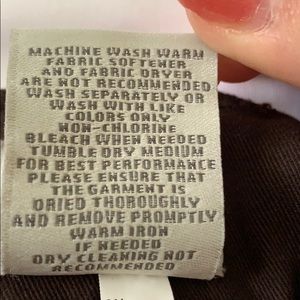 MACHINE WASH WARM
FABRIC SOFTENER
AND FABRIC DRYER
ARE NOT RECOMMENDED
WASH SEPARATELY OR
WASH WITH LIKE
COLORS ONLY
NON-CHLORINE
BLEACH WHEN NEEDED
TUMBLE DRY MEDIUM
FOR BEST PERFORMANCE
PLEASE ENSURE THAT
THE GARMENT IS
DRIED THOROUGHLY
AND REMOVE PROMPTLY
WARM IRON
IF NEEDED
DRY CLEANING NOT
RECOMMENDED